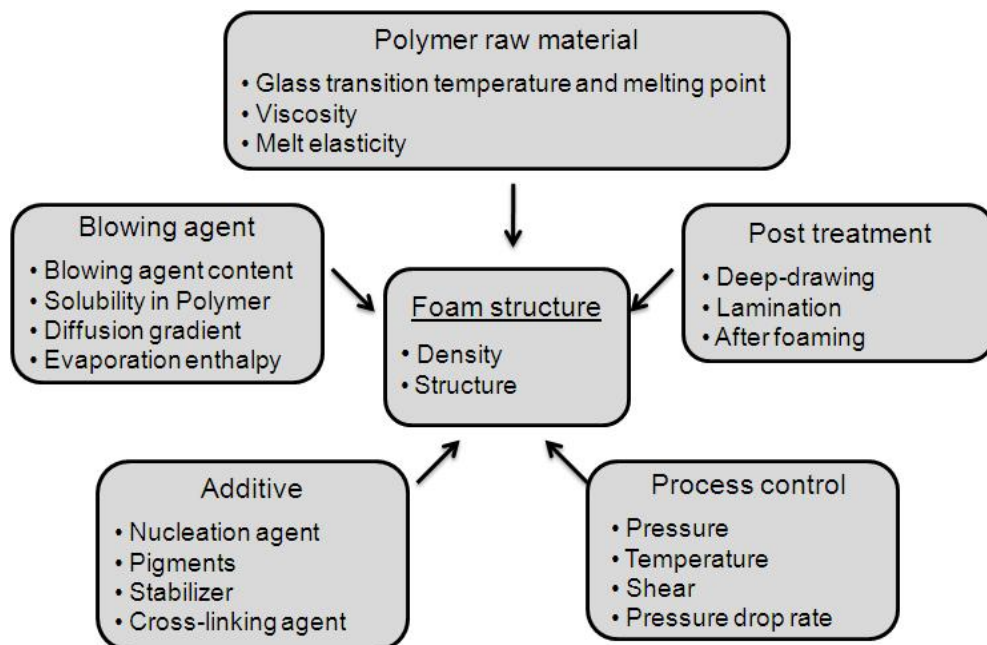 Polymer raw material
• Glass transition temperature and melting point
• Viscosity
• Melt elasticity
Blowing agent
• Blowing agent content
• Solubility in Polymer
• Diffusion gradient
• Evaporation enthalpy
Foam structure
• Density
• Structure
Post treatment
• Deep-drawing
• Lamination
• After foaming
Additive
• Nucleation agent
• Pigments
• Stabilizer
• Cross-linking agent
Process control
• Pressure
• Temperature
• Shear
• Pressure drop rate